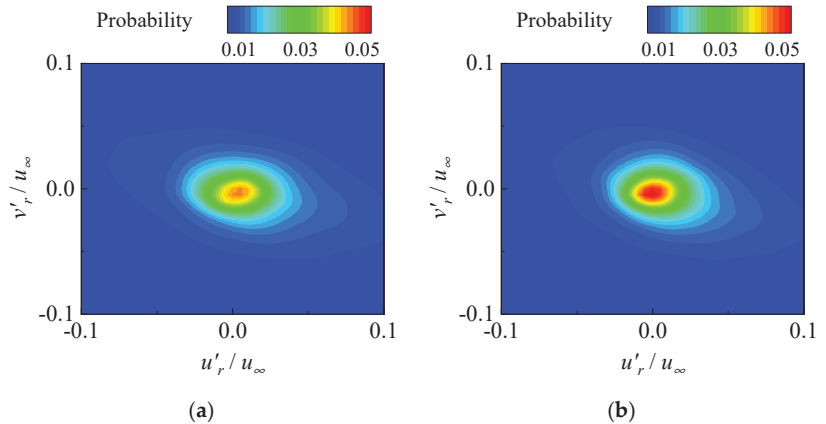 Probability
0.01 0.03 0.05
0.1
0.0
-0.1
v′r / u∞
-0.1 0.0 0.1
u′r / u∞
(a)
Probability
0.01 0.03 0.05
0.1
0.0
-0.1
v′r / u∞
-0.1 0.0 0.1
u′r / u∞
(b)